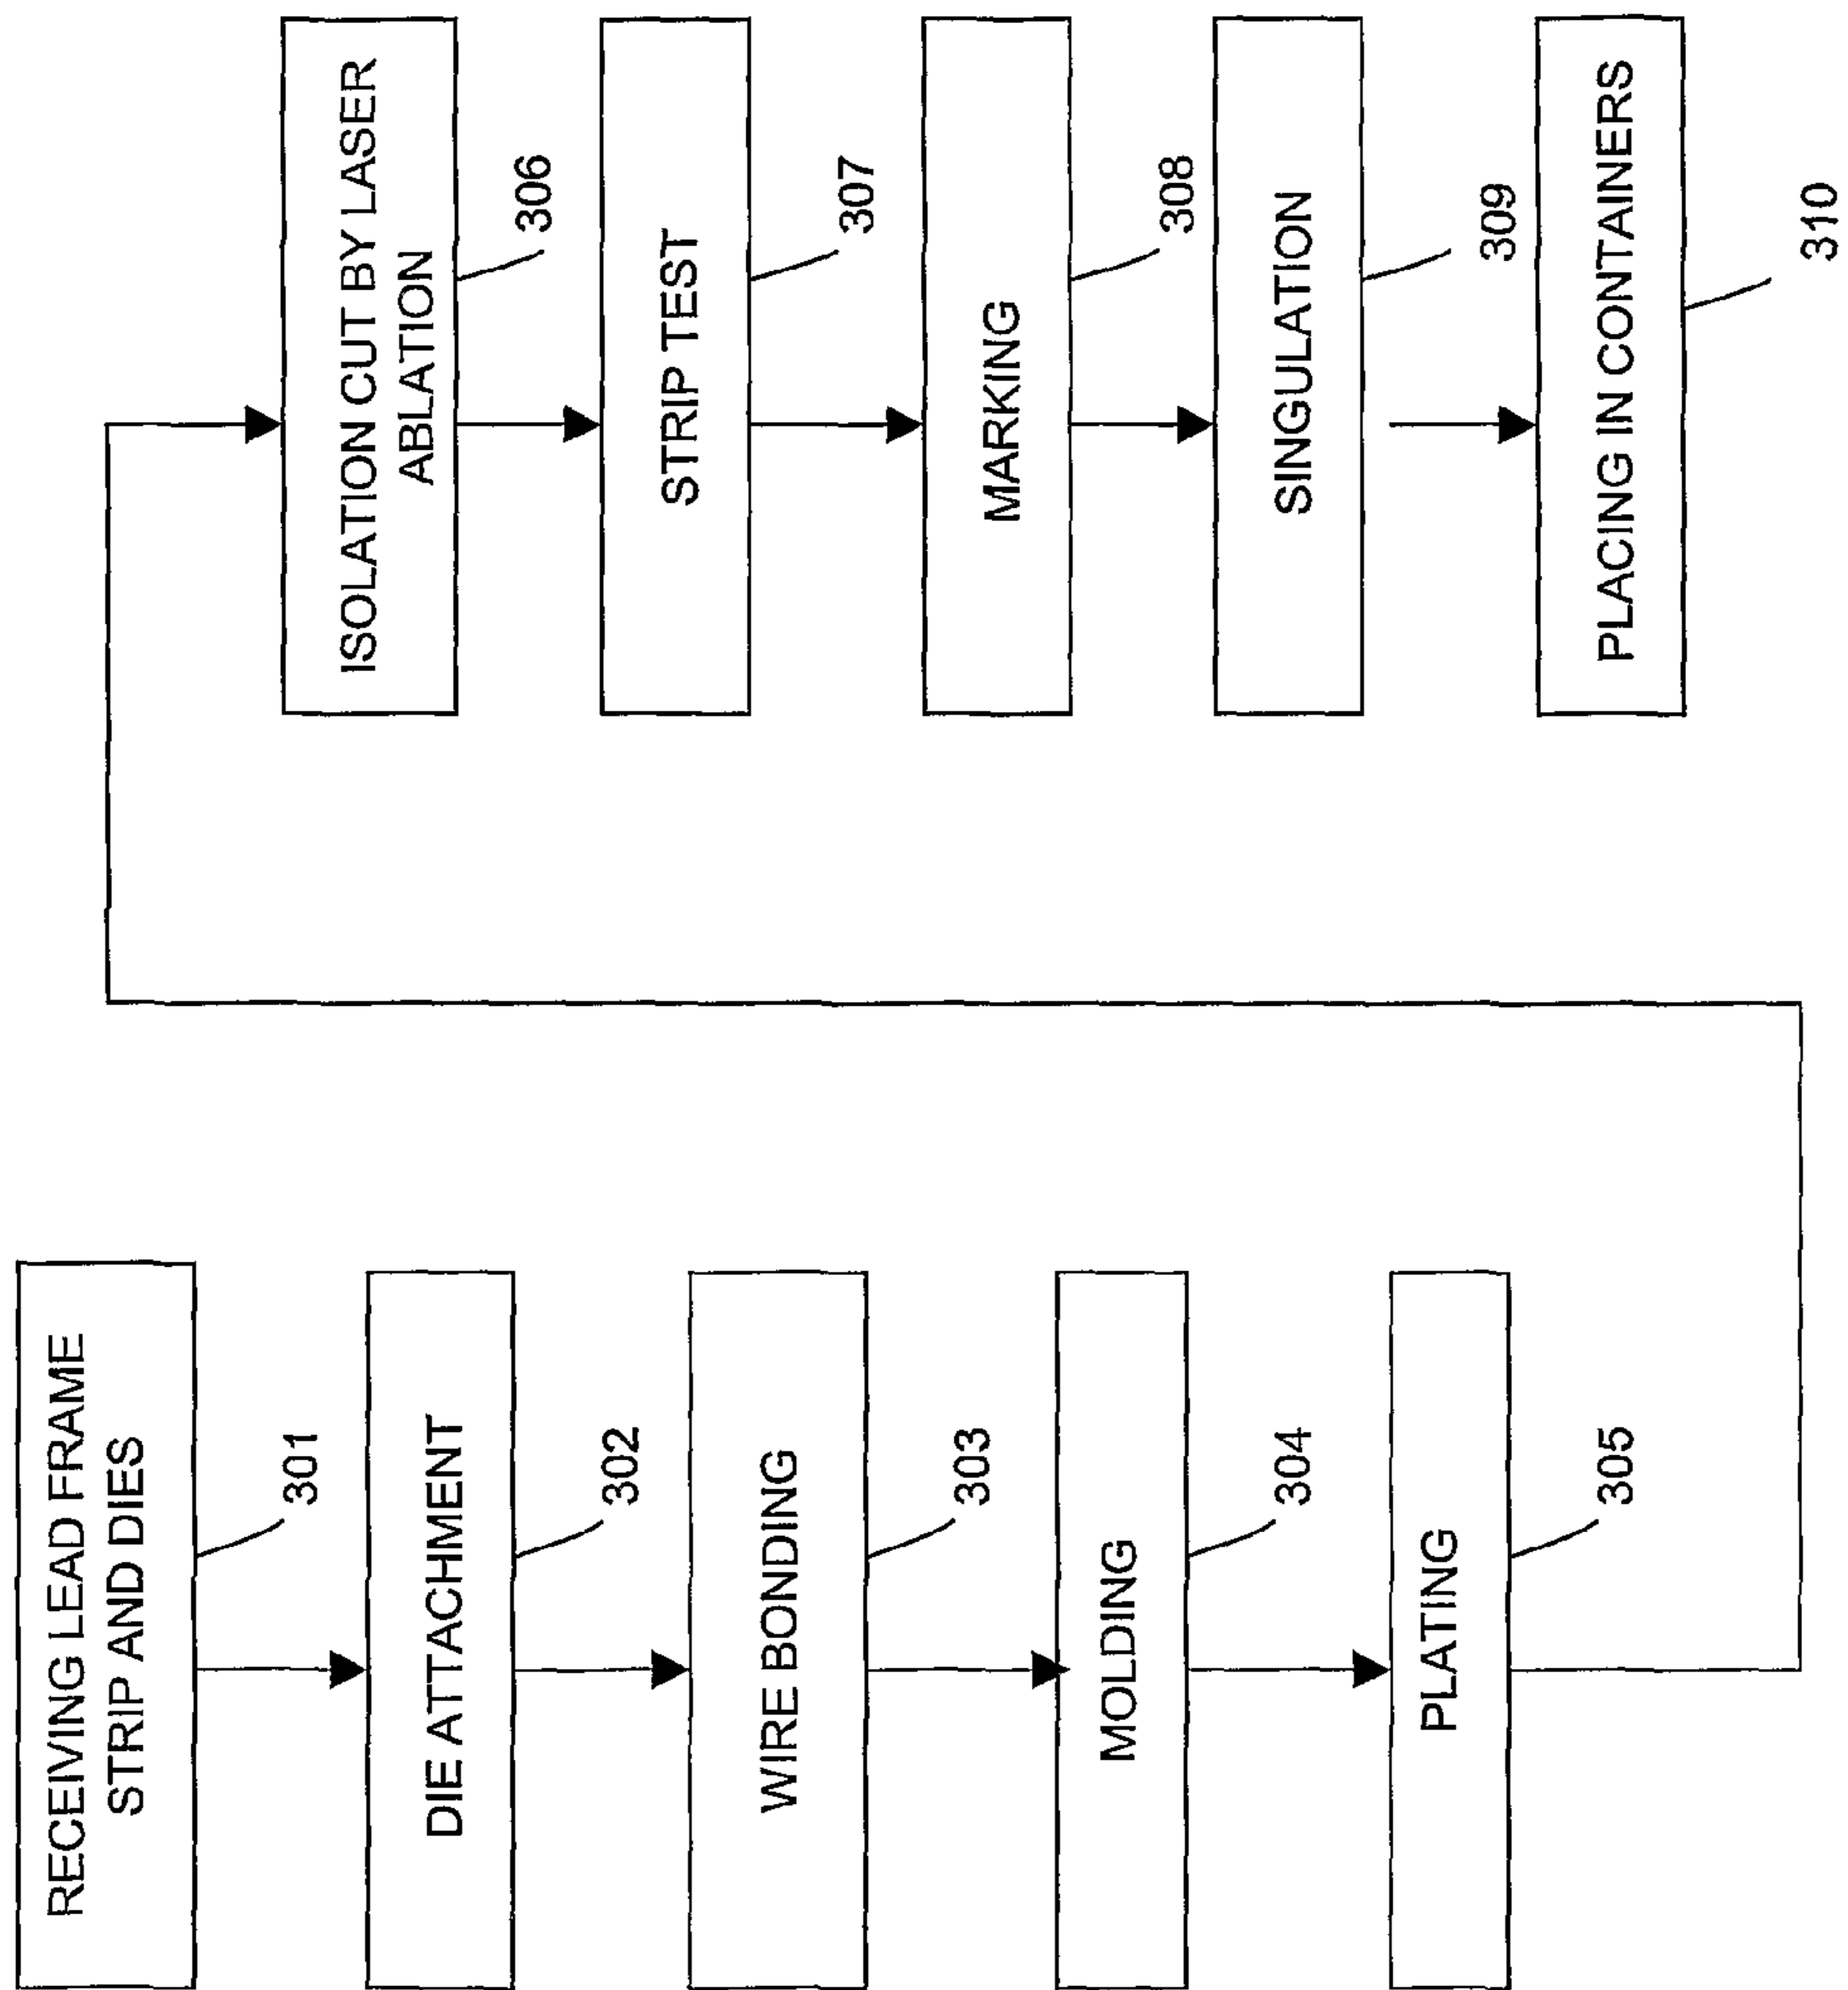 RECEIVING LEAD FRAME
STRIP AND DIES
301
DIE ATTACHMENT
302
WIRE BONDING
303
MOLDING
304
PLATING
305
ISOLATION CUT BY LASER
ABLATION
306
STRIP TEST
307
MARKING
308
SINGULATION
309
PLACING IN CONTAINERS
310